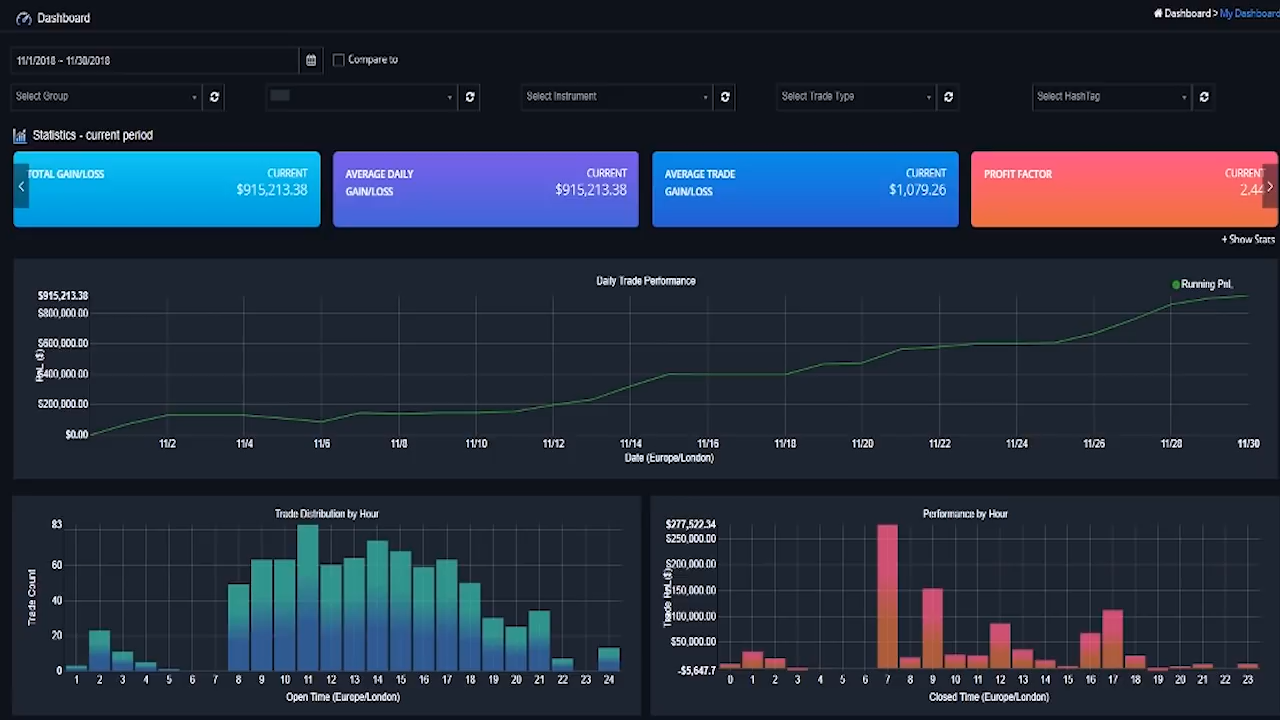 Dashboard
Dashboard > My Dashboard
11/1/2018 - 11/30/2018
Compare to
Select Group
Select Instrument
Select Trade Type
Select HashTag
Statistics - current period
TOTAL GAIN/LOSS
CURRENT
$915,213.38
AVERAGE DAILY
GAIN/LOSS
CURRENT
$915,213.38
AVERAGE TRADE
GAIN/LOSS
CURRENT
$1,079.26
PROFIT FACTOR
CURRENT
2.44
+ Show Stats
Daily Trade Performance
Running PnL
$915,213.38
$800,000.00
$600,000.00
$400,000.00
$200,000.00
$0.00
PnL ($)
11/2 11/4 11/6 11/8 11/10 11/12 11/14 11/16 11/18 11/20 11/22 11/24 11/26 11/28 11/30
Date (Europe/London)
Trade Distribution by Hour
83
60
40
20
0
Trade Count
1 2 3 4 5 6 7 8 9 10 11 12 13 14 15 16 17 18 19 20 21 22 23 24
Open Time (Europe/London)
Performance by Hour
$277,522.34
$250,000.00
$200,000.00
$150,000.00
$100,000.00
$50,000.00
-$5,647.7
Trade PnL ($)
0 1 2 3 4 5 6 7 8 9 10 11 12 13 14 15 16 17 18 19 20 21 22 23
Closed Time (Europe/London)